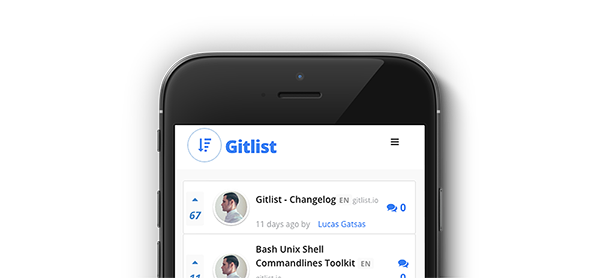 Gitlist
67
Gitlist - Changelog EN gitlist.io
0
11 days ago by Lucas Gatsas
Bash Unix Shell
Commandlines Toolkit EN